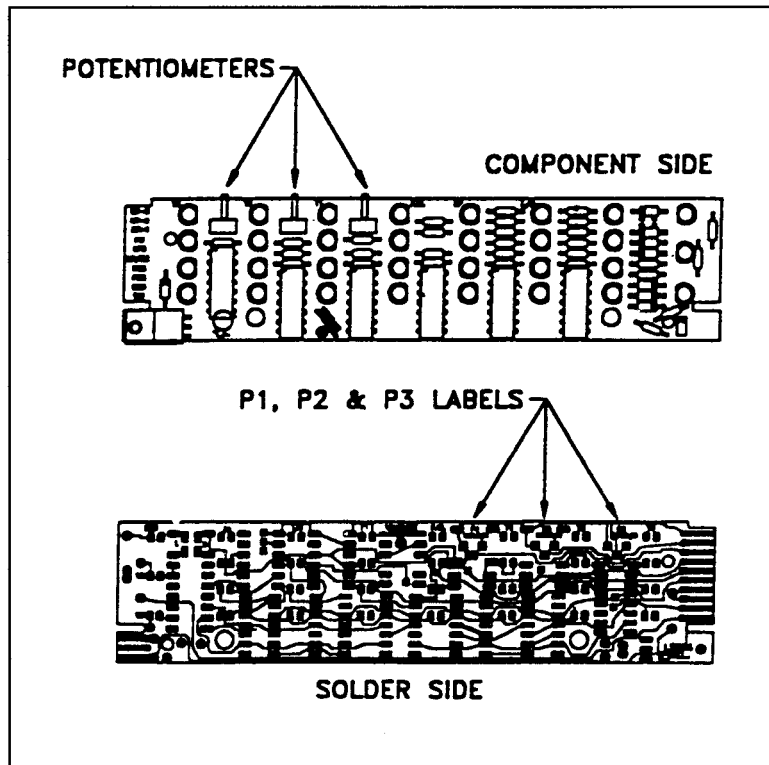 POTENTIOMETERS
COMPONENT SIDE
P1, P2 & P3 LABELS
SOLDER SIDE